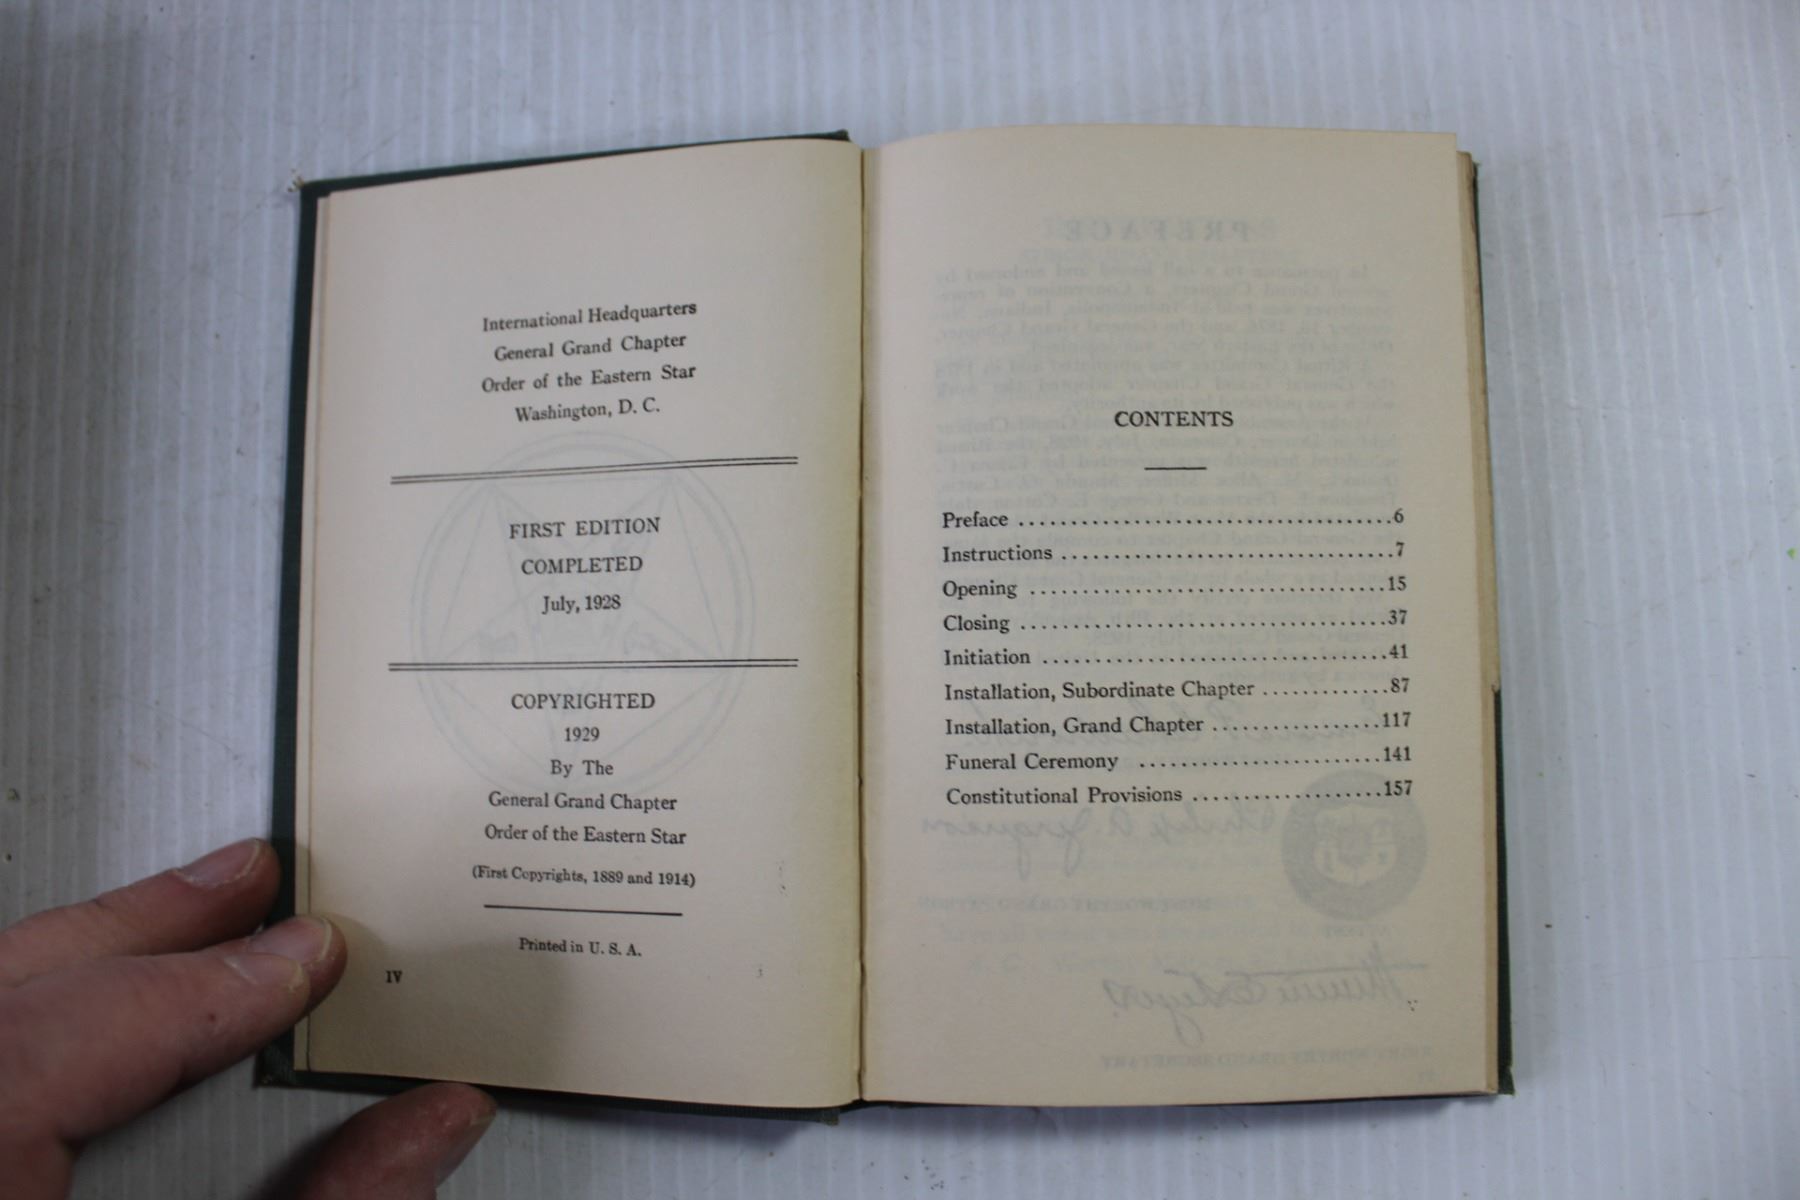 International Headquarters
General Grand Chapter
Order of the Eastern Star
Washington, D. C.
FIRST EDITION
COMPLETED
July, 1928
COPYRIGHTED
1929
By The
General Grand Chapter
Order of the Eastern Star
(First Copyrights, 1889 and 1914)
Printed in U. S. A.
IV
CONTENTS
Preface ....................................6
Instructions ................................7
Opening ..................................15
Closing ...................................37
Initiation .................................41
Installation, Subordinate Chapter ............87
Installation, Grand Chapter ................117
Funeral Ceremony .......................141
Constitutional Provisions ..................157